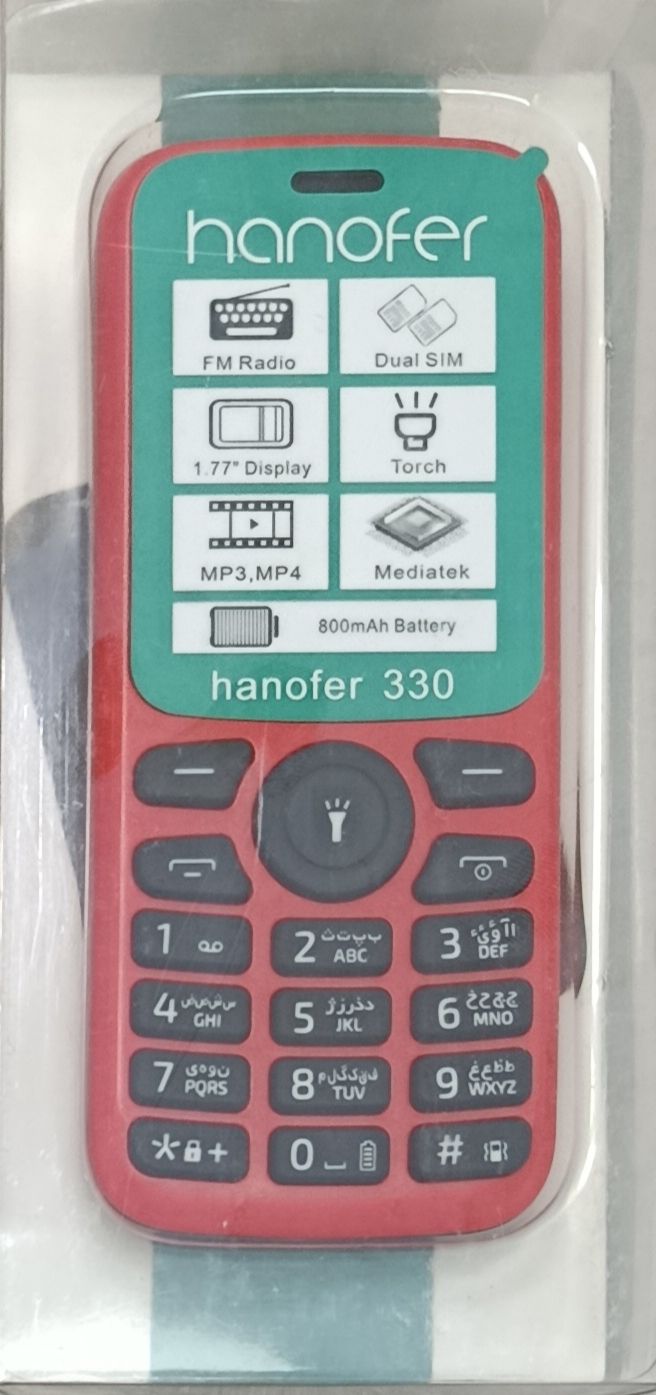 hanofer
FM Radio
Dual SIM
1.77" Display
Torch
MP3,MP4
Mediatek
800mAh Battery
hanofer 330
1
2 ب‌پ‌ت‌ث
ABC
3
DEF
4 س‌ش‌ص‌ض
GHI
5 دذرزژ
JKL
6 ج‌چ‌ح‌خ
MNO
7 ن‌و‌ه‌ی
PQRS
8 ف‌ق‌ک‌گ‌ل‌م
TUV
9 ط‌ظ‌ع‌غ
WXYZ
* +
0
#